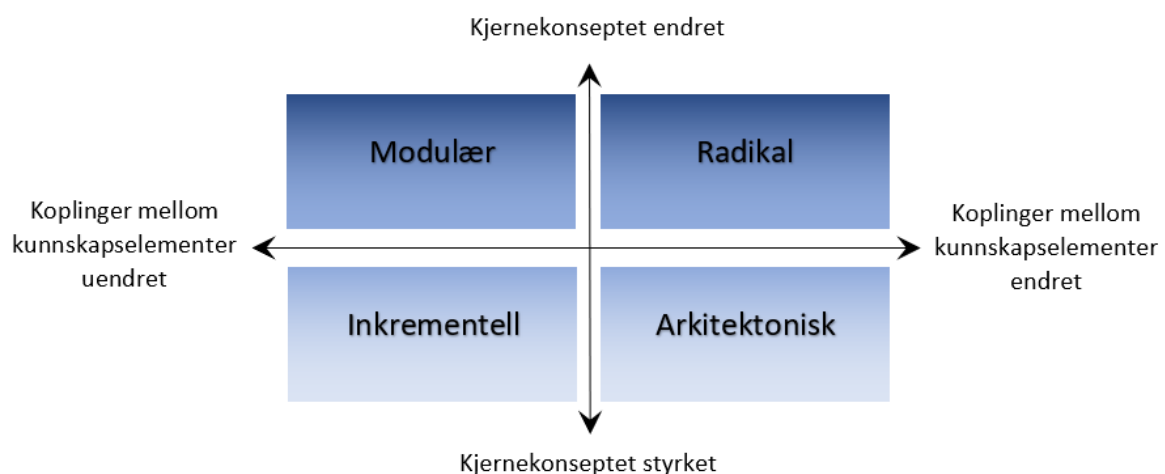 Kjernekonseptet endret
Modulær
Radikal
Koplinger mellom
kunnskapselementer
uendret
Koplinger mellom
kunnskapselementer
endret
Inkrementell
Arkitektonisk
Kjernekonseptet styrket